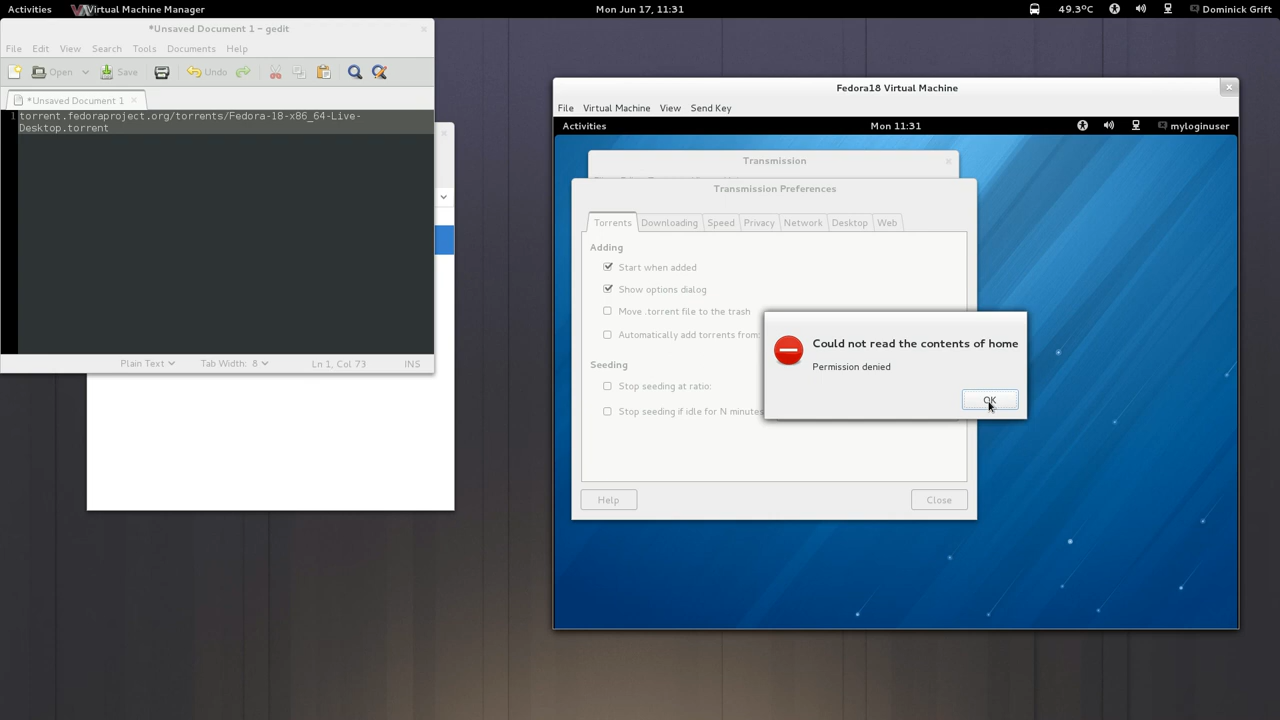 Activities
Virtual Machine Manager
Mon Jun 17, 11:31
49.3ºC
Dominick Grift
*Unsaved Document 1 – gedit
File Edit View Search Tools Documents Help
Open Save Undo
*Unsaved Document 1
1 torrent.fedoraproject.org/torrents/Fedora-18-x86_64-Live-
Desktop.torrent
Plain Text Tab Width: 8 Ln 1, Col 73 INS
Fedora18 Virtual Machine
File Virtual Machine View Send Key
Activities Mon 11:31 myloginuser
Transmission
Transmission Preferences
Torrents Downloading Speed Privacy Network Desktop Web
Adding
Start when added
Show options dialog
Move .torrent file to the trash
Automatically add torrents from:
Seeding
Stop seeding at ratio:
Stop seeding if idle for N minutes
Help Close
Could not read the contents of home
Permission denied
OK